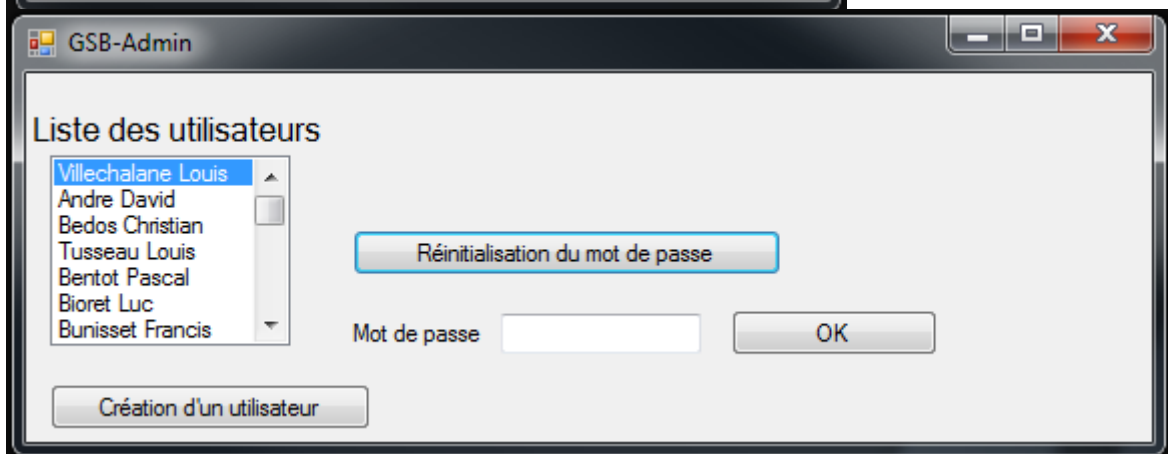 GSB-Admin
Liste des utilisateurs
Villechalane Louis
Andre David
Bedos Christian
Tusseau Louis
Bentot Pascal
Bioret Luc
Bunisset Francis
Réinitialisation du mot de passe
Mot de passe
OK
Création d'un utilisateur